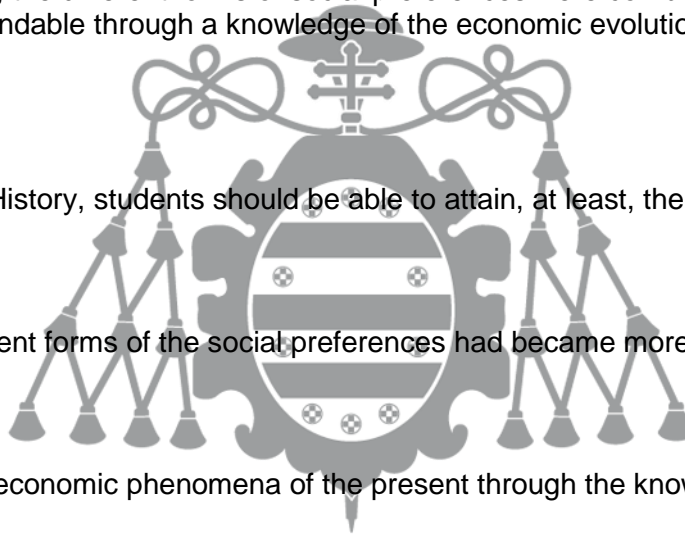 ndable through a knowledge of the economic evolutio
History, students should be able to attain, at least, the
ent forms of the social preferences had became more
economic phenomena of the present through the know